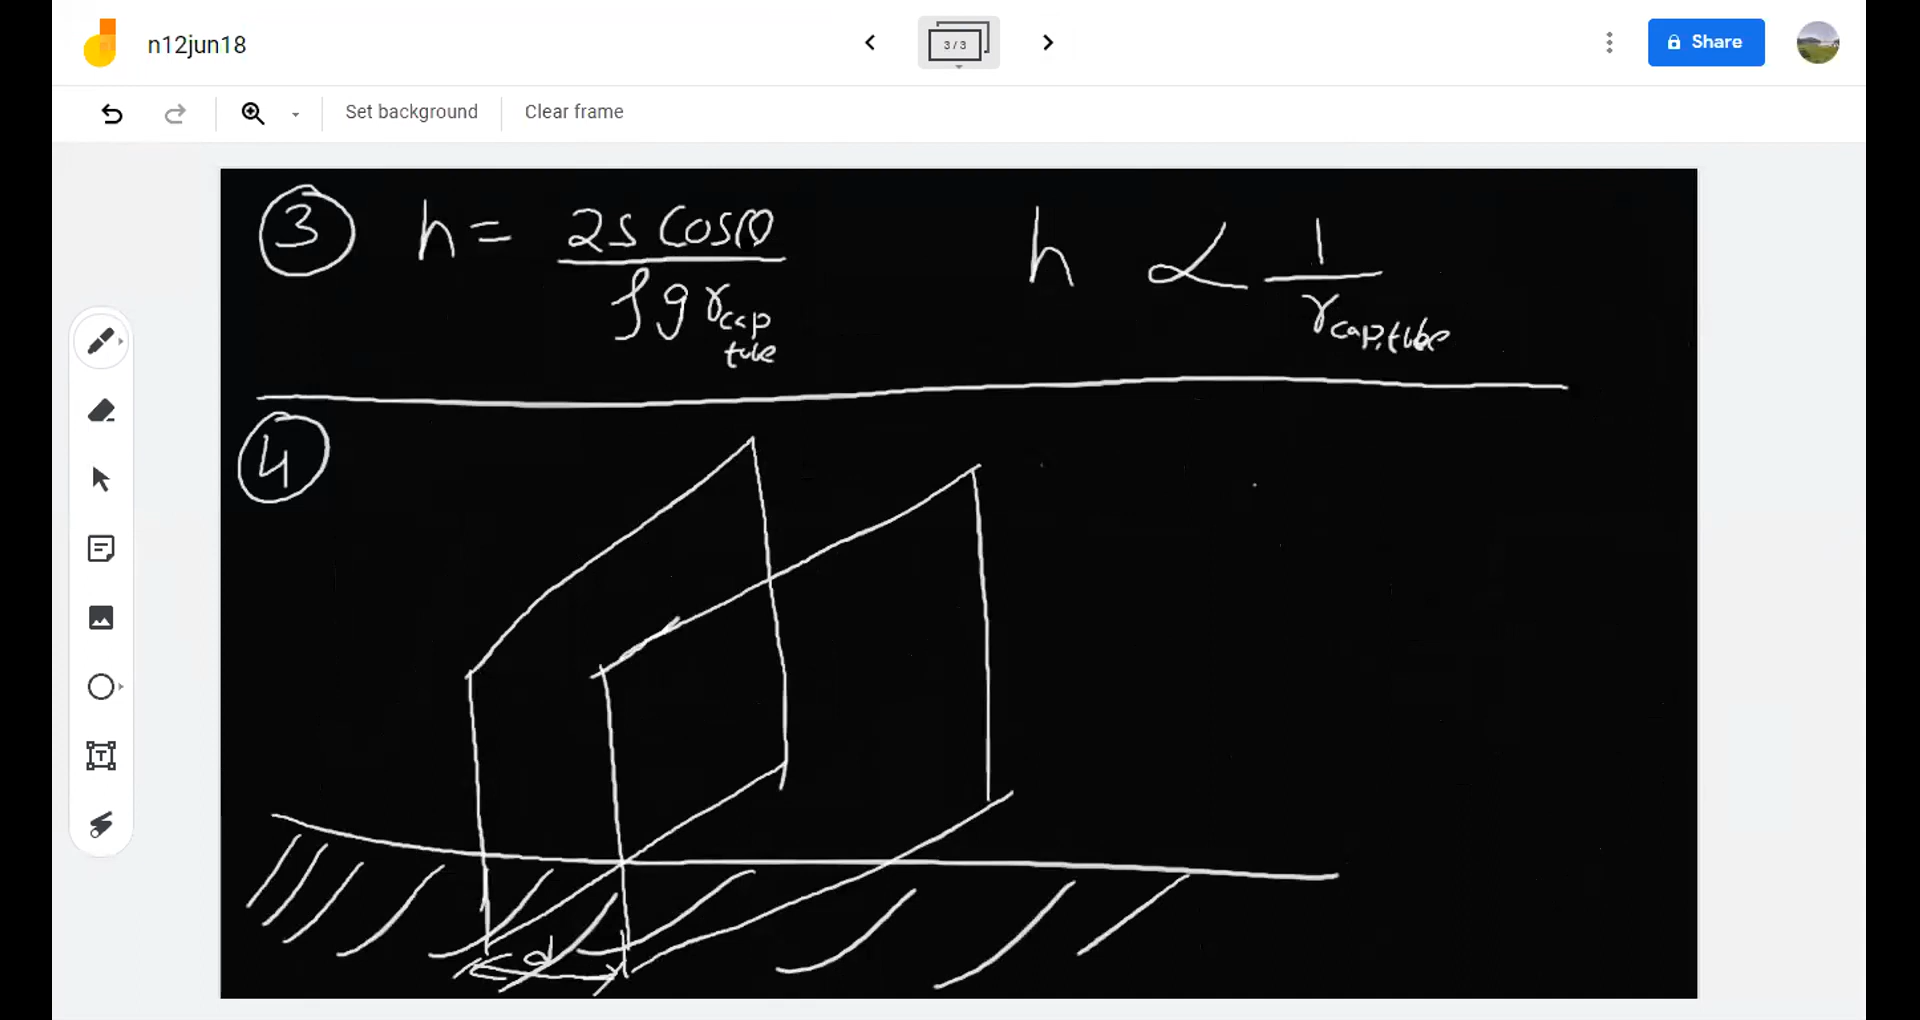 n12jun18
3 / 3
Share
Set background
Clear frame
③ h = 2s Cosθ / ρg r cap tube
h ∝ 1 / r cap.tube
④
d